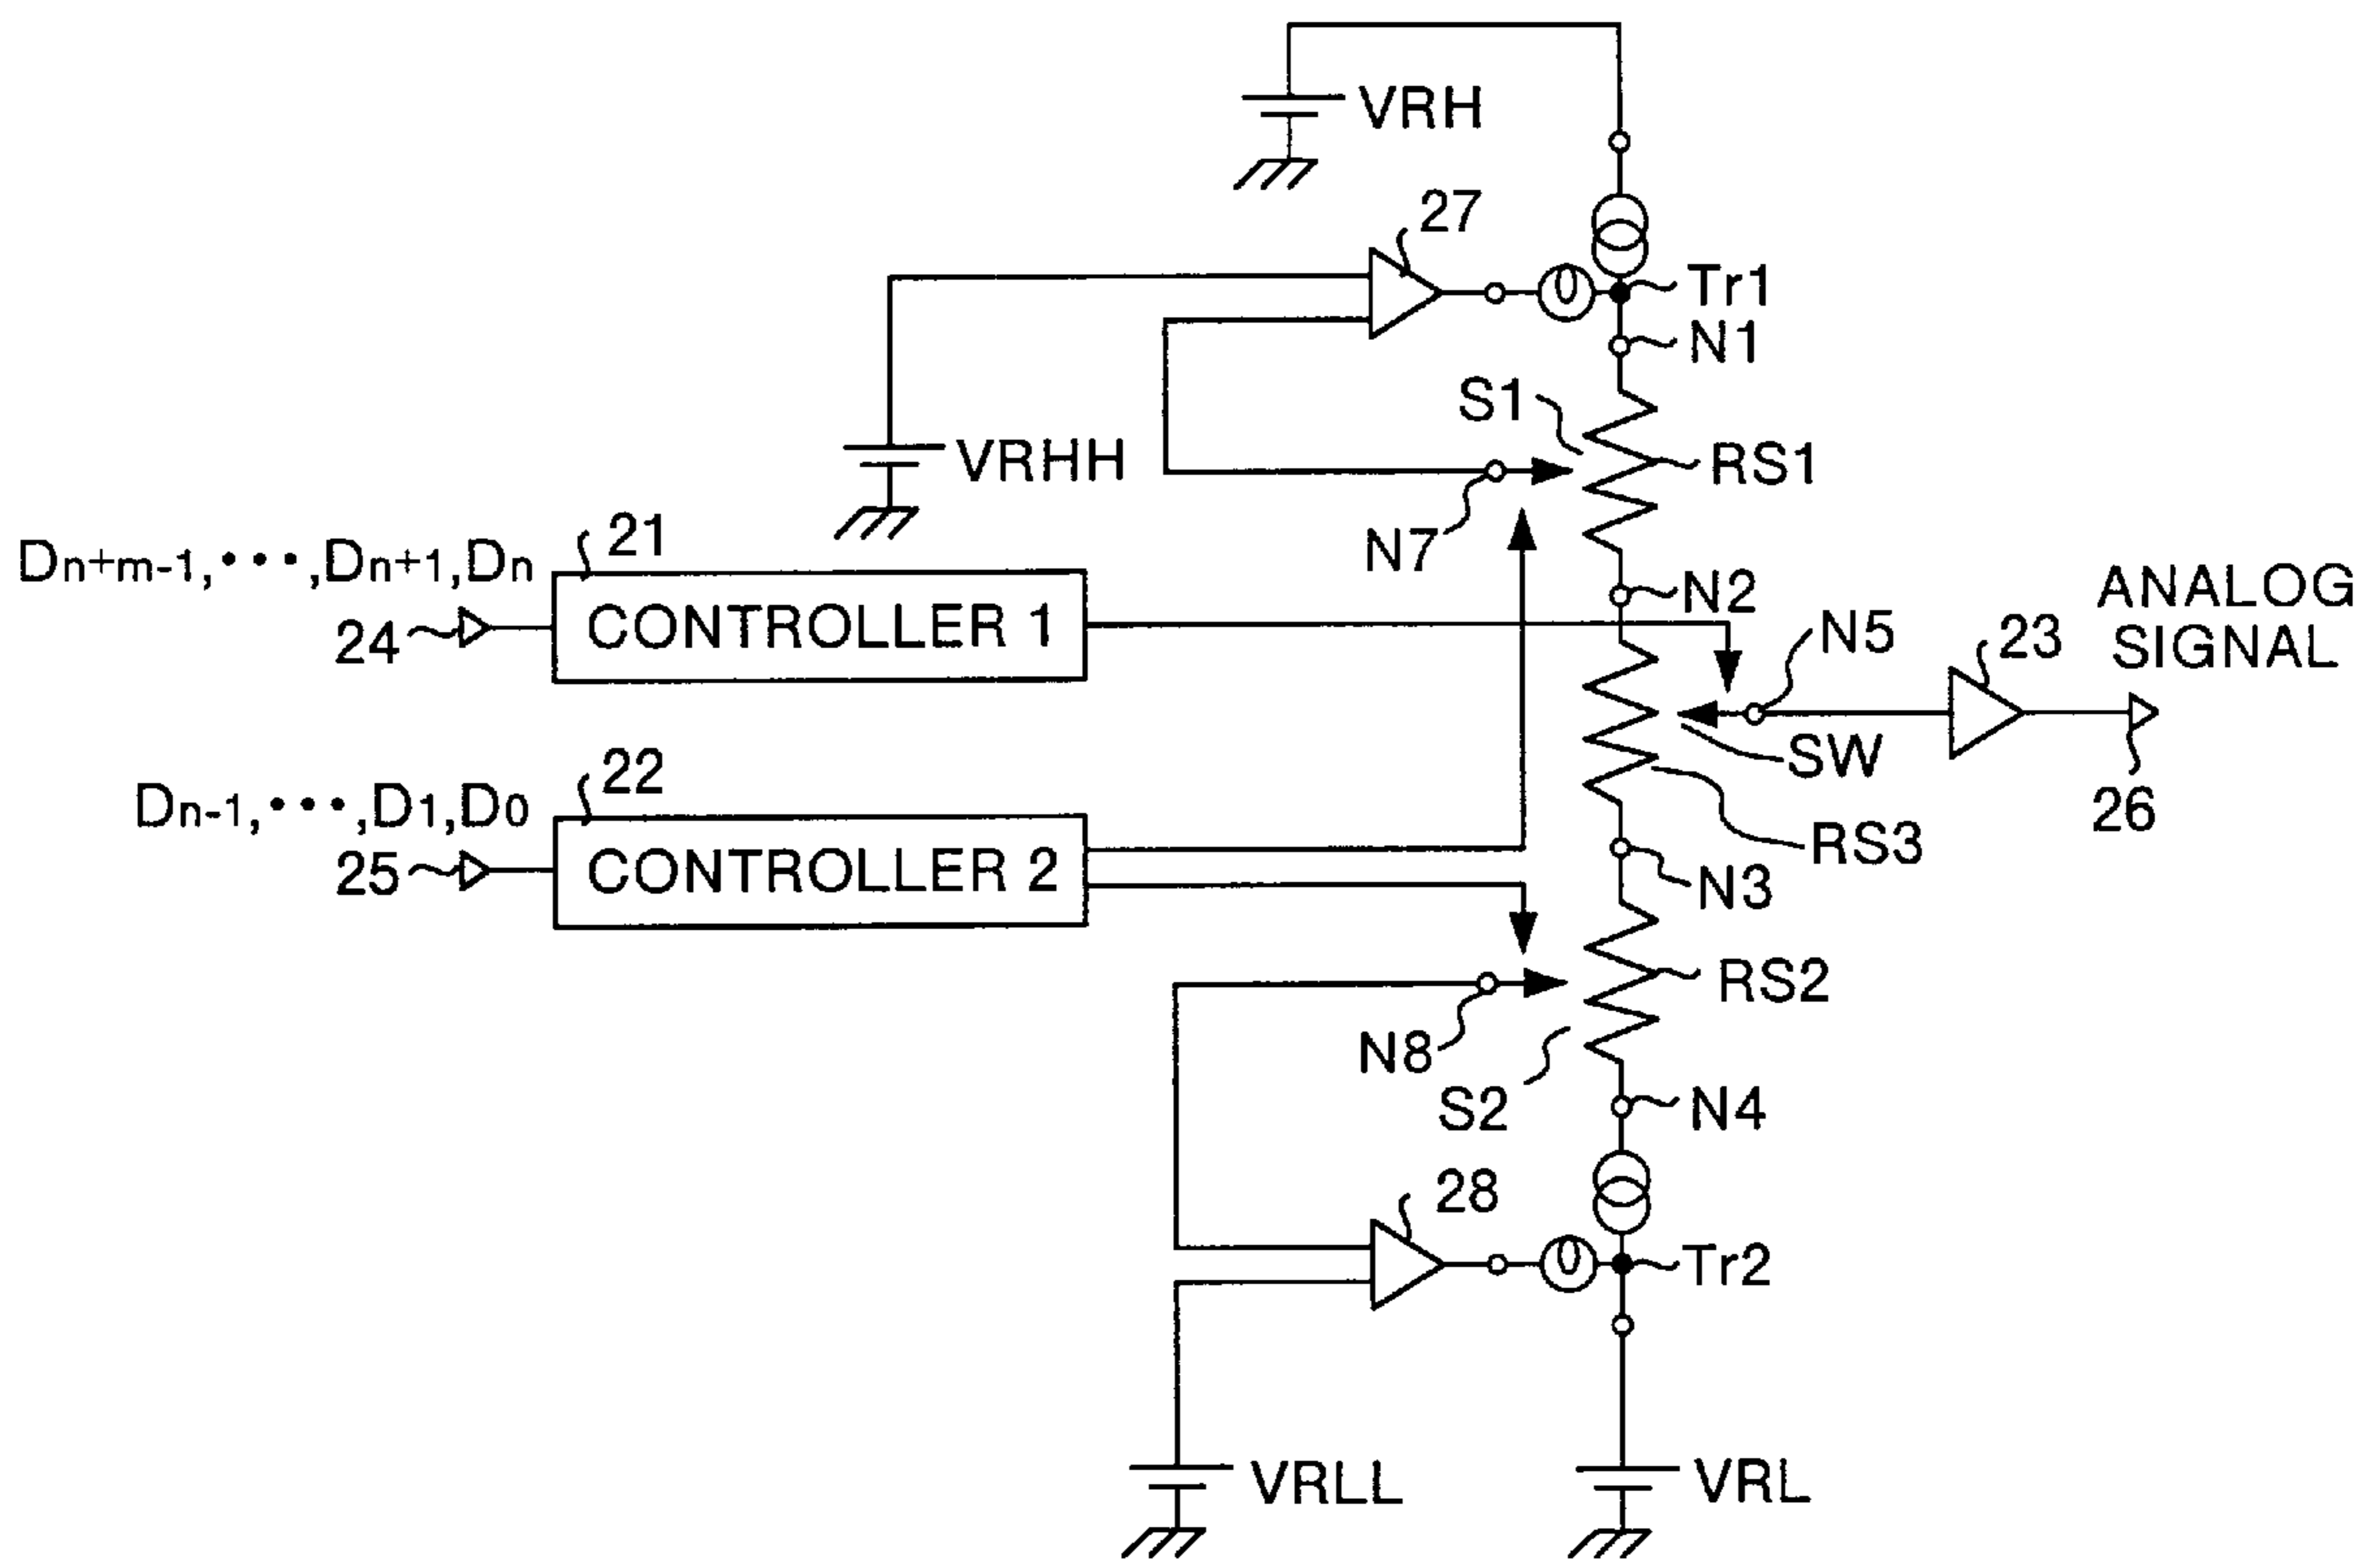 VRH
27
Tr1
N1
S1
RS1
VRHH
N7
21
Dn+m-1,•••,Dn+1,Dn
24
CONTROLLER 1
N2
N5
23
ANALOG
SIGNAL
SW
26
22
Dn-1,•••,D1,D0
25
CONTROLLER 2
RS3
N3
RS2
N8
S2
N4
28
Tr2
VRLL
VRL